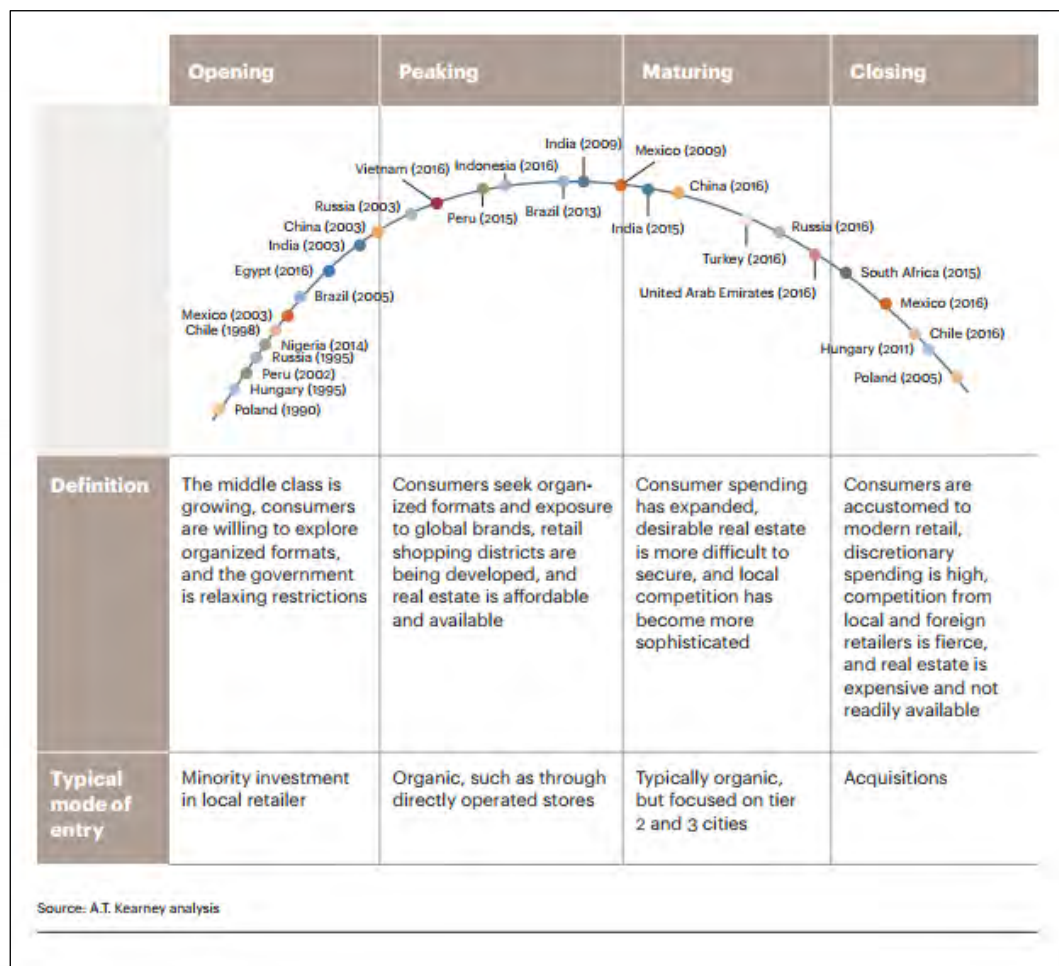 Opening
Peaking
Maturing
Closing
India (2009)
Mexico (2009)
Vietnam (2016)
Indonesia (2016)
China (2016)
Russia (2003)
Peru (2015)
Brazil (2013)
China (2003)
India (2015)
Russia (2016)
India (2003)
Turkey (2016)
Egypt (2016)
South Africa (2015)
United Arab Emirates (2016)
Brazil (2005)
Mexico (2016)
Mexico (2003)
Chile (1998)
Chile (2016)
Nigeria (2014)
Hungary (2011)
Russia (1995)
Peru (2002)
Poland (2005)
Hungary (1995)
Poland (1990)
Definition
The middle class is
growing, consumers
are willing to explore
organized formats,
and the government
is relaxing restrictions
Consumers seek organ-
ized formats and exposure
to global brands, retail
shopping districts are
being developed, and
real estate is affordable
and available
Consumer spending
has expanded,
desirable real estate
is more difficult to
secure, and local
competition has
become more
sophisticated
Consumers are
accustomed to
modern retail,
discretionary
spending is high,
competition from
local and foreign
retailers is fierce,
and real estate is
expensive and not
readily available
Typical
mode of
entry
Minority investment
in local retailer
Organic, such as through
directly operated stores
Typically organic,
but focused on tier
2 and 3 cities
Acquisitions
Source: A.T. Kearney analysis